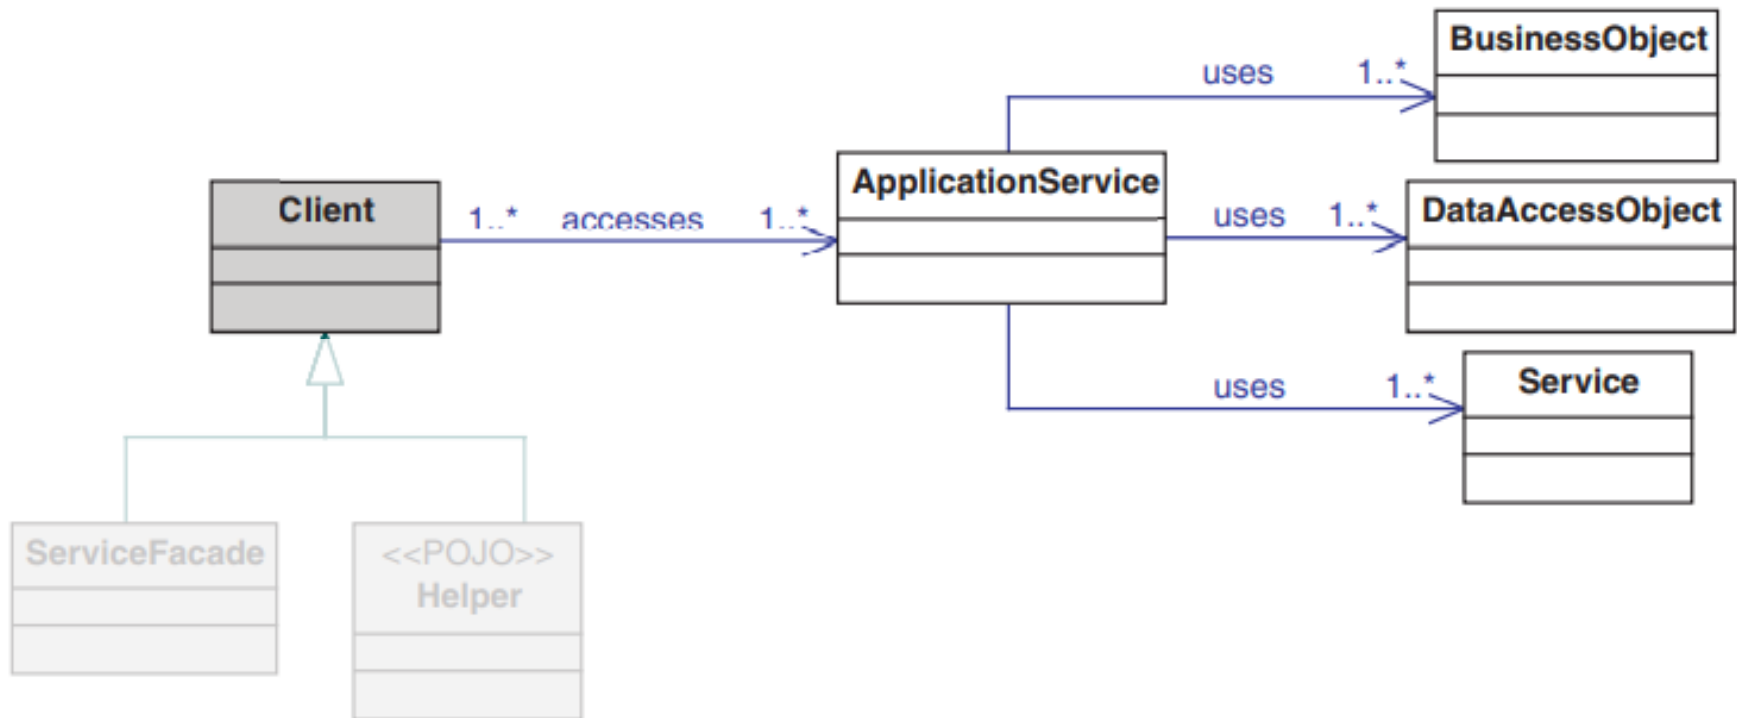 BusinessObject
uses 1..*
ApplicationService
Client
1..* accesses 1..*
uses 1..*
DataAccessObject
uses 1..*
Service
ServiceFacade
<<POJO>>
Helper